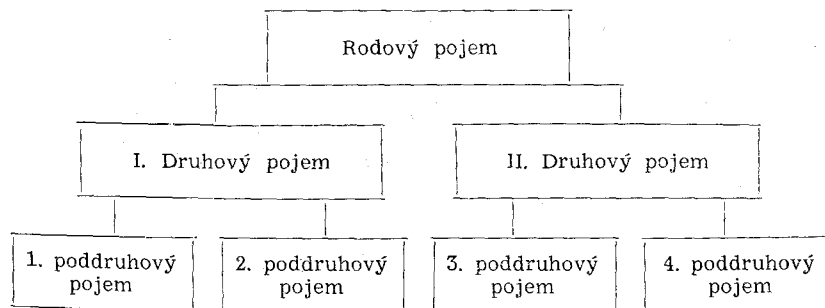 Rodový pojem
I. Druhový pojem
II. Druhový pojem
1. poddruhový
pojem
2. poddruhový
pojem
3. poddruhový
pojem
4. poddruhový
pojem